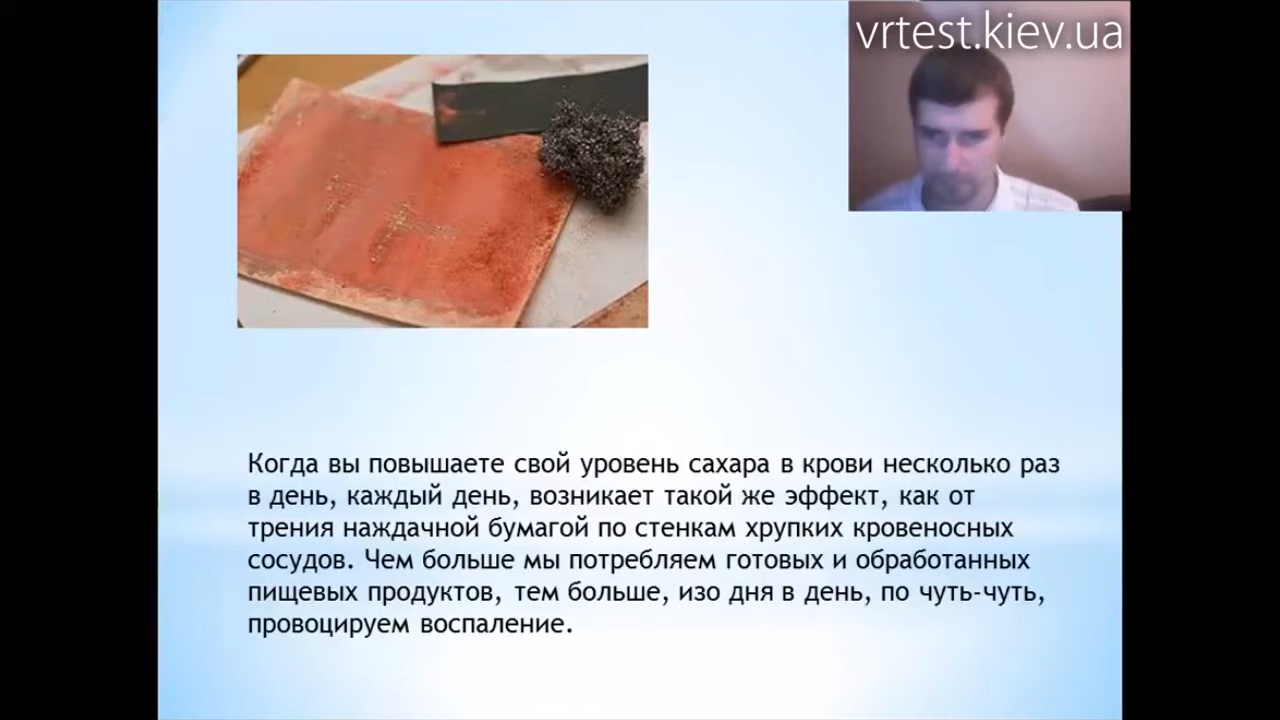 vrtest.kiev.ua
Когда вы повышаете свой уровень сахара в крови несколько раз
в день, каждый день, возникает такой же эффект, как от
трения наждачной бумагой по стенкам хрупких кровеносных
сосудов. Чем больше мы потребляем готовых и обработанных
пищевых продуктов, тем больше, изо дня в день, по чуть-чуть,
провоцируем воспаление.